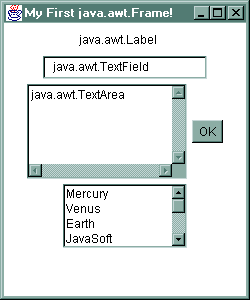 My First java.awt.Frame!
java.awt.Label
java.awt.TextField
java.awt.TextArea
OK
Mercury
Venus
Earth
JavaSoft